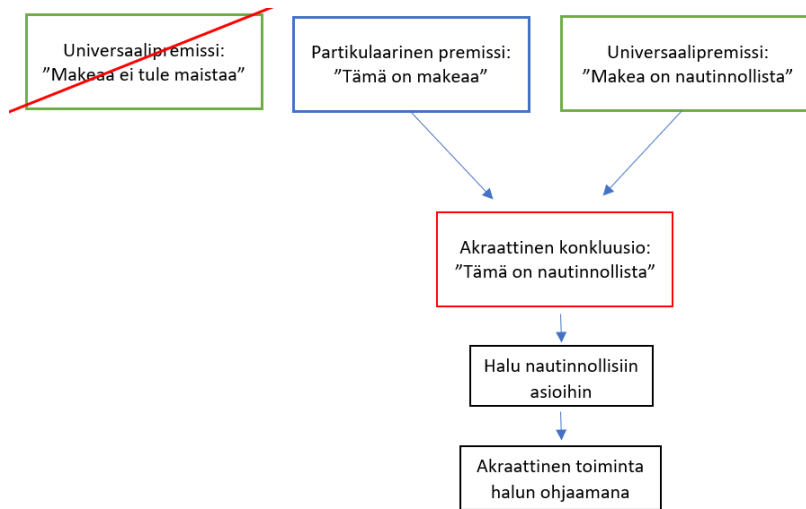 Universaalipremissi:
”Makeaa ei tule maistaa”
Partikulaarinen premissi:
”Tämä on makeaa”
Universaalipremissi:
”Makea on nautinnollista”
Akraattinen konkluusio:
”Tämä on nautinnollista”
Halu nautinnollisiin
asioihin
Akraattinen toiminta
halun ohjaamana